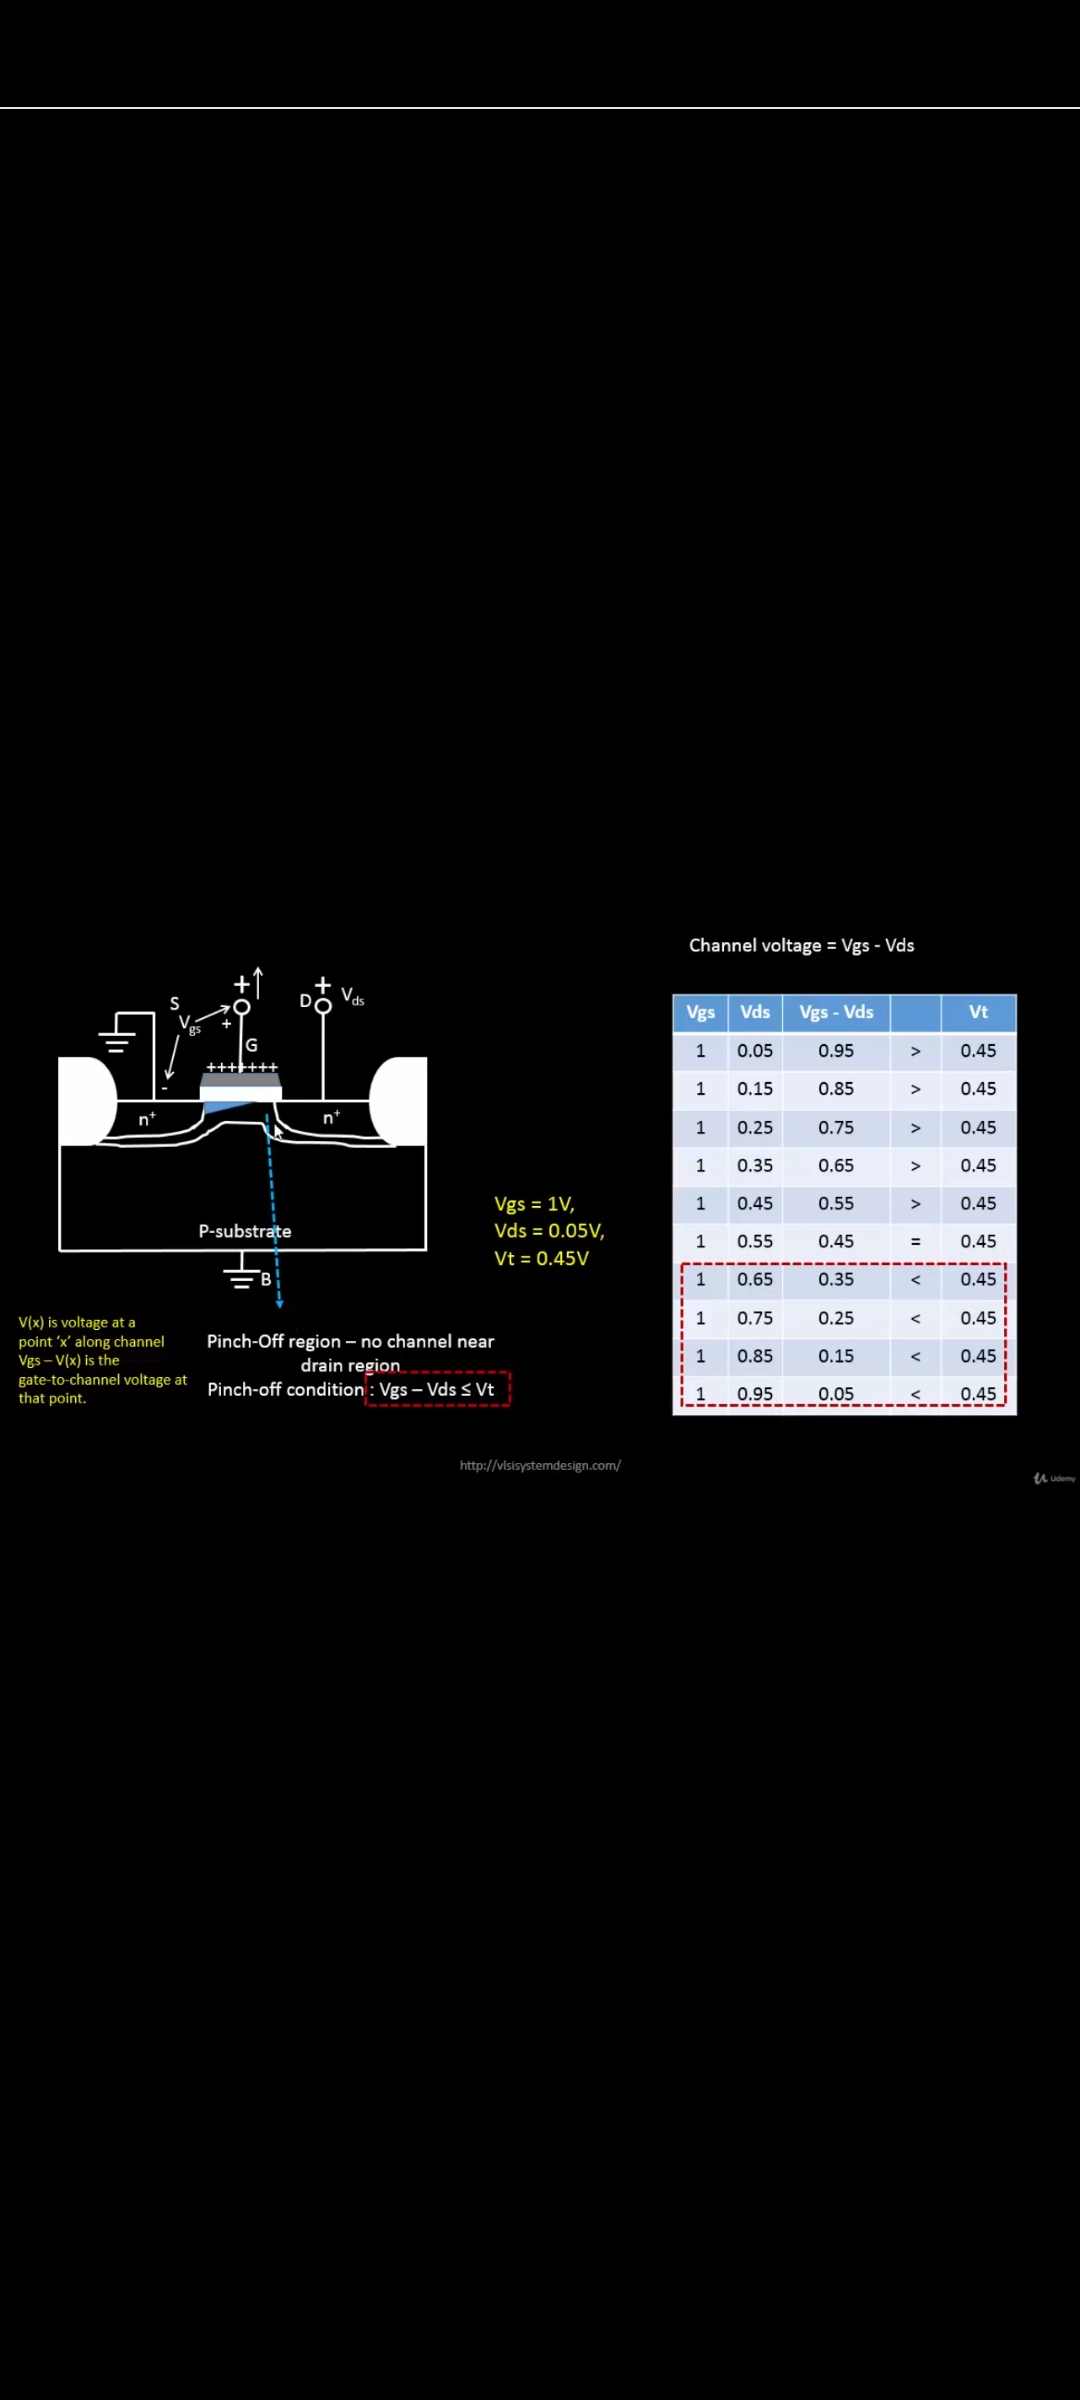 Channel voltage = Vgs - Vds
S
Vgs
+
-
+
G
D
+
Vds
+++++++
n+
n+
P-substrate
B
Vgs = 1V,
Vds = 0.05V,
Vt = 0.45V
Vgs Vds Vgs - Vds Vt
1 0.05 0.95 > 0.45
1 0.15 0.85 > 0.45
1 0.25 0.75 > 0.45
1 0.35 0.65 > 0.45
1 0.45 0.55 > 0.45
1 0.55 0.45 = 0.45
1 0.65 0.35 < 0.45
1 0.75 0.25 < 0.45
1 0.85 0.15 < 0.45
1 0.95 0.05 < 0.45
V(x) is voltage at a
point ‘x’ along channel
Vgs – V(x) is the
gate-to-channel voltage at
that point.
Pinch-Off region – no channel near
drain region
Pinch-off condition : Vgs – Vds ≤ Vt
http://vlsisystemdesign.com/
Udemy